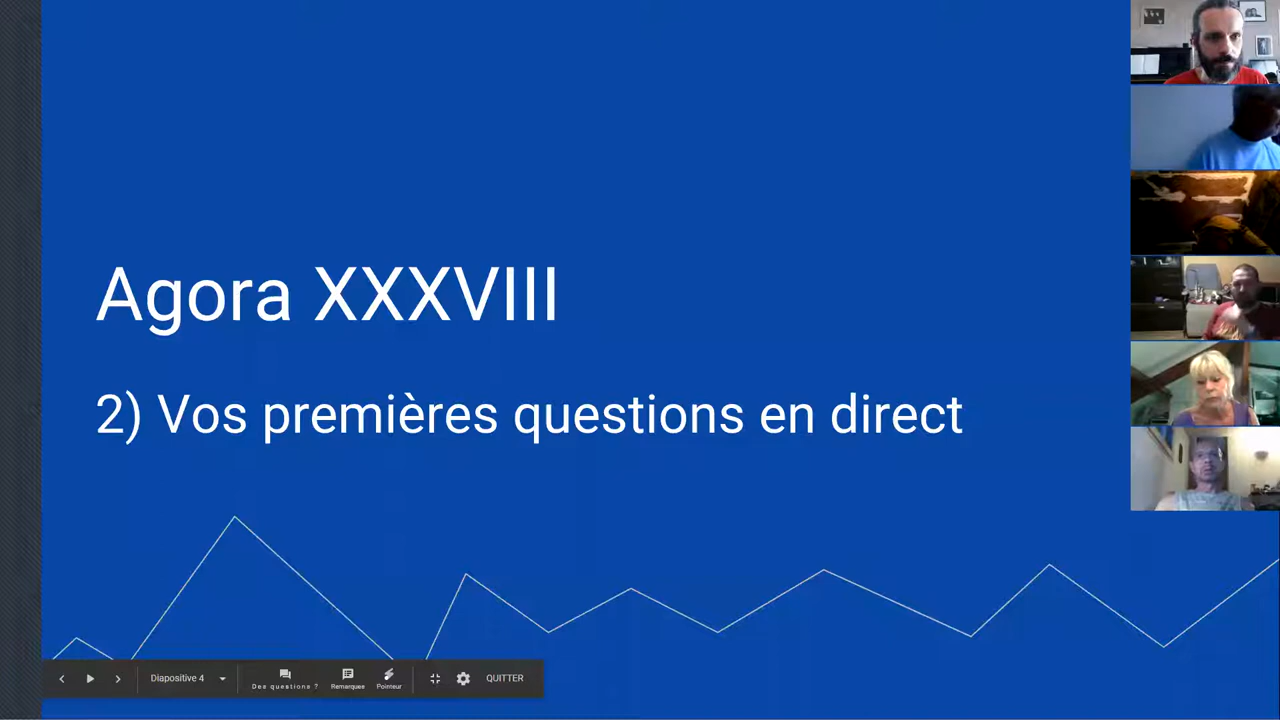 Agora XXXVIII
2) Vos premières questions en direct
Diapositive 4
Des questions ?
Remarques
Pointeur
QUITTER